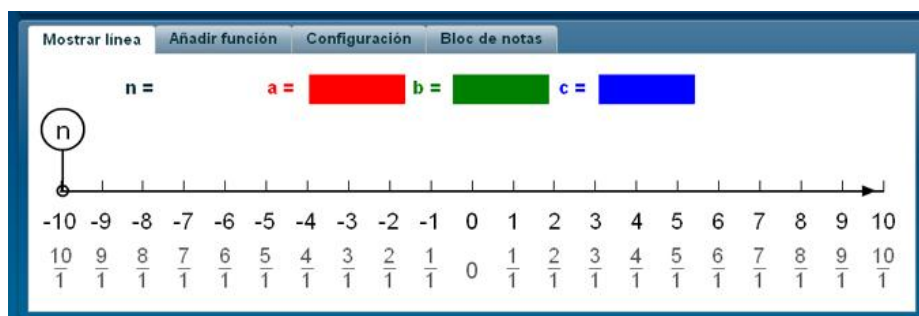 Mostrar línea Añadir función Configuración Bloc de notas
n = a = b = c =
n
-10 -9 -8 -7 -6 -5 -4 -3 -2 -1 0 1 2 3 4 5 6 7 8 9 10
10/1 9/1 8/1 7/1 6/1 5/1 4/1 3/1 2/1 1/1 0 1/1 2/1 3/1 4/1 5/1 6/1 7/1 8/1 9/1 10/1